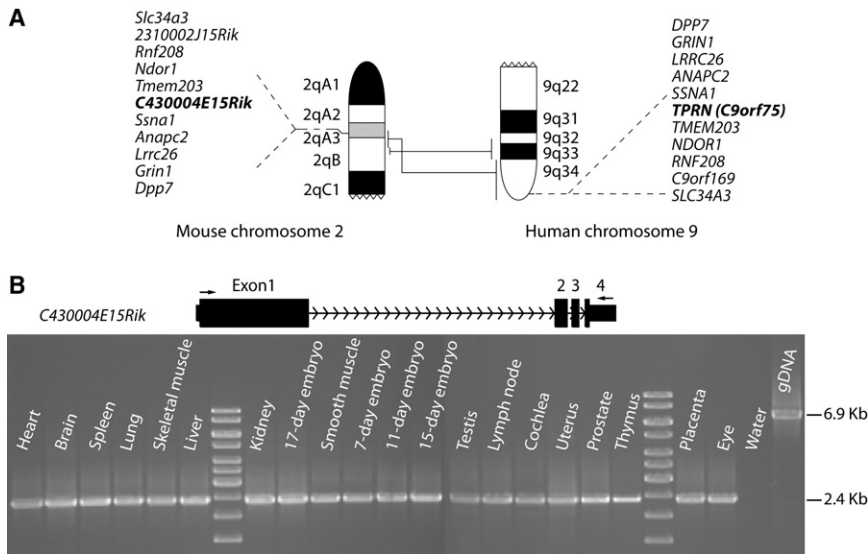 A
Slc34a3
2310002J15Rik
Rnf208
Ndor1
Tmem203
C430004E15Rik
Ssna1
Anapc2
Lrrc26
Grin1
Dpp7
2qA1
2qA2
2qA3
2qB
2qC1
Mouse chromosome 2
9q22
9q31
9q32
9q33
9q34
Human chromosome 9
DPP7
GRIN1
LRRC26
ANAPC2
SSNA1
TPRN (C9orf75)
TMEM203
NDOR1
RNF208
C9orf169
SLC34A3
B
Exon1
2 3 4
C430004E15Rik
Heart
Brain
Spleen
Lung
Skeletal muscle
Liver
Kidney
17-day embryo
Smooth muscle
7-day embryo
11-day embryo
15-day embryo
Testis
Lymph node
Cochlea
Uterus
Prostate
Thymus
Placenta
Eye
Water
gDNA
6.9 Kb
2.4 Kb